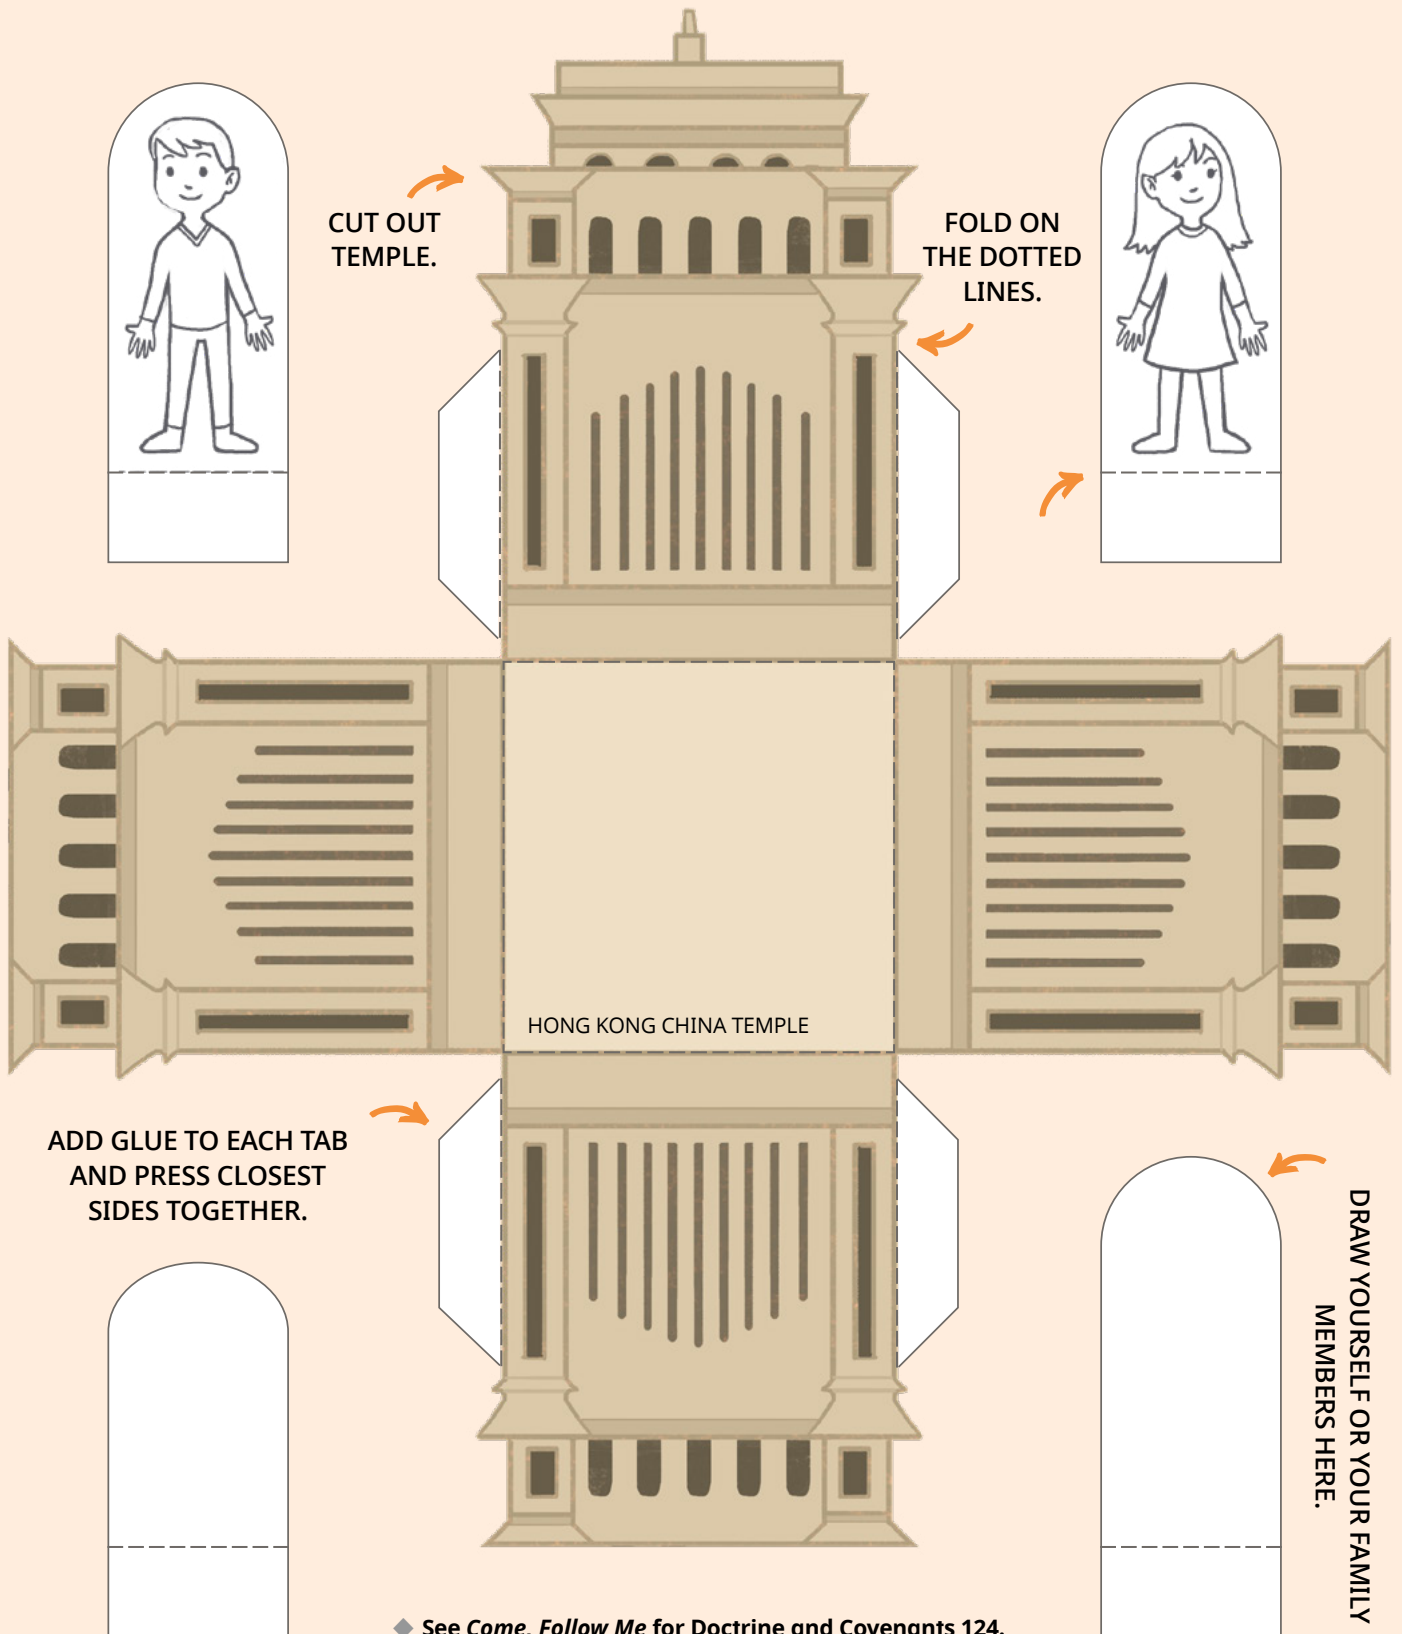 CUT OUT
TEMPLE.
FOLD ON
THE DOTTED
LINES.
HONG KONG CHINA TEMPLE
ADD GLUE TO EACH TAB
AND PRESS CLOSEST
SIDES TOGETHER.
DRAW YOURSELF OR YOUR FAMILY
MEMBERS HERE.
See Come, Follow Me for Doctrine and Covenants 124.